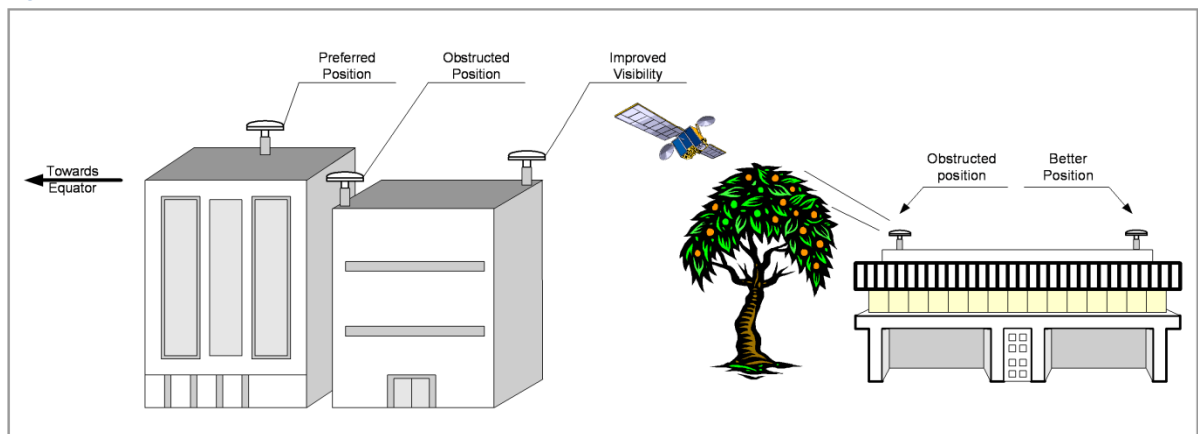 Preferred
Position
Obstructed
Position
Improved
Visibility
Towards
Equator
Obstructed
position
Better
Position